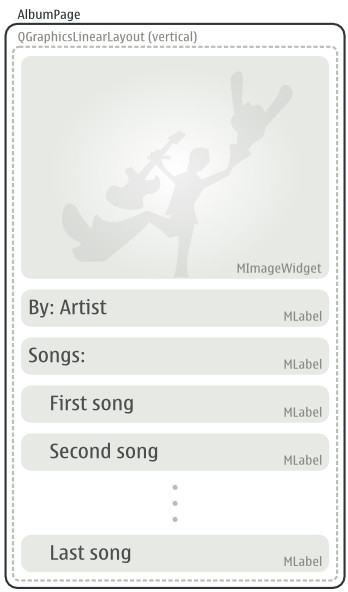 AlbumPage
QGraphicsLinearLayout (vertical)
MImageWidget
By: Artist
MLabel
Songs:
MLabel
First song
MLabel
Second song
MLabel
Last song
MLabel